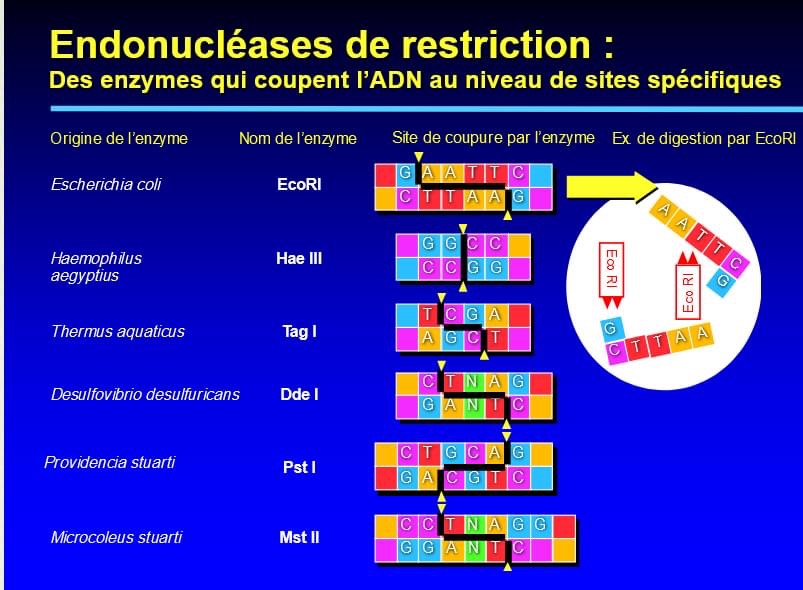 Endonucléases de restriction :
Des enzymes qui coupent l’ADN au niveau de sites spécifiques
Origine de l’enzyme Nom de l’enzyme Site de coupure par l’enzyme Ex. de digestion par EcoRI
Escherichia coli EcoRI G A A T T C
C T T A A G
Haemophilus
aegyptius Hae III G G C C
C C G G
Thermus aquaticus Tag I T C G A
A G C T
Desulfovibrio desulfuricans Dde I C T N A G
G A N T C
Providencia stuarti Pst I C T G C A G
G A C G T C
Microcoleus stuarti Mst II C C T N A G G
G G A N T C
A A T T C
G
Eco RI
Eco RI
G
C T T A A